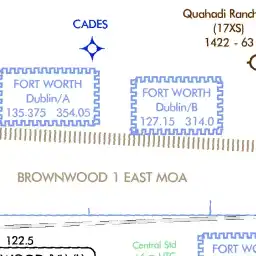 Quahadi Ranch
(17XS)
1422 - 63
CADES
FORT WORTH
Dublin/A
135.375 354.05
FORT WORTH
Dublin/B
127.15 314.0
BROWNWOOD 1 EAST MOA
122.5
Central Std
FORT WO